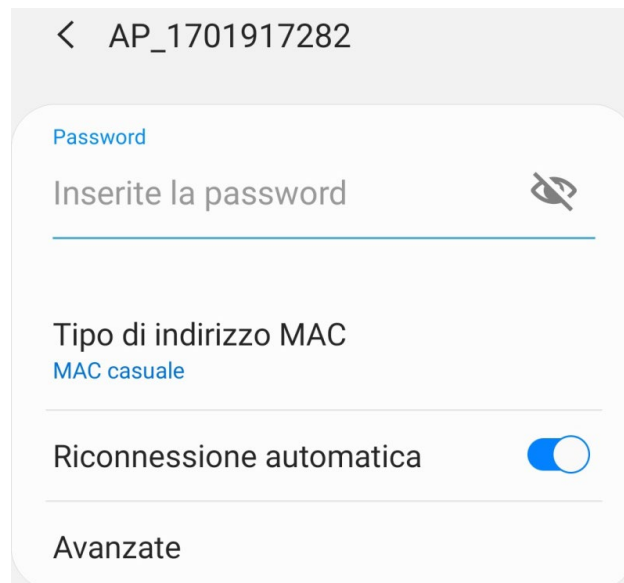 AP_1701917282
Password
Inserite la password
Tipo di indirizzo MAC
MAC casuale
Riconnessione automatica
Avanzate